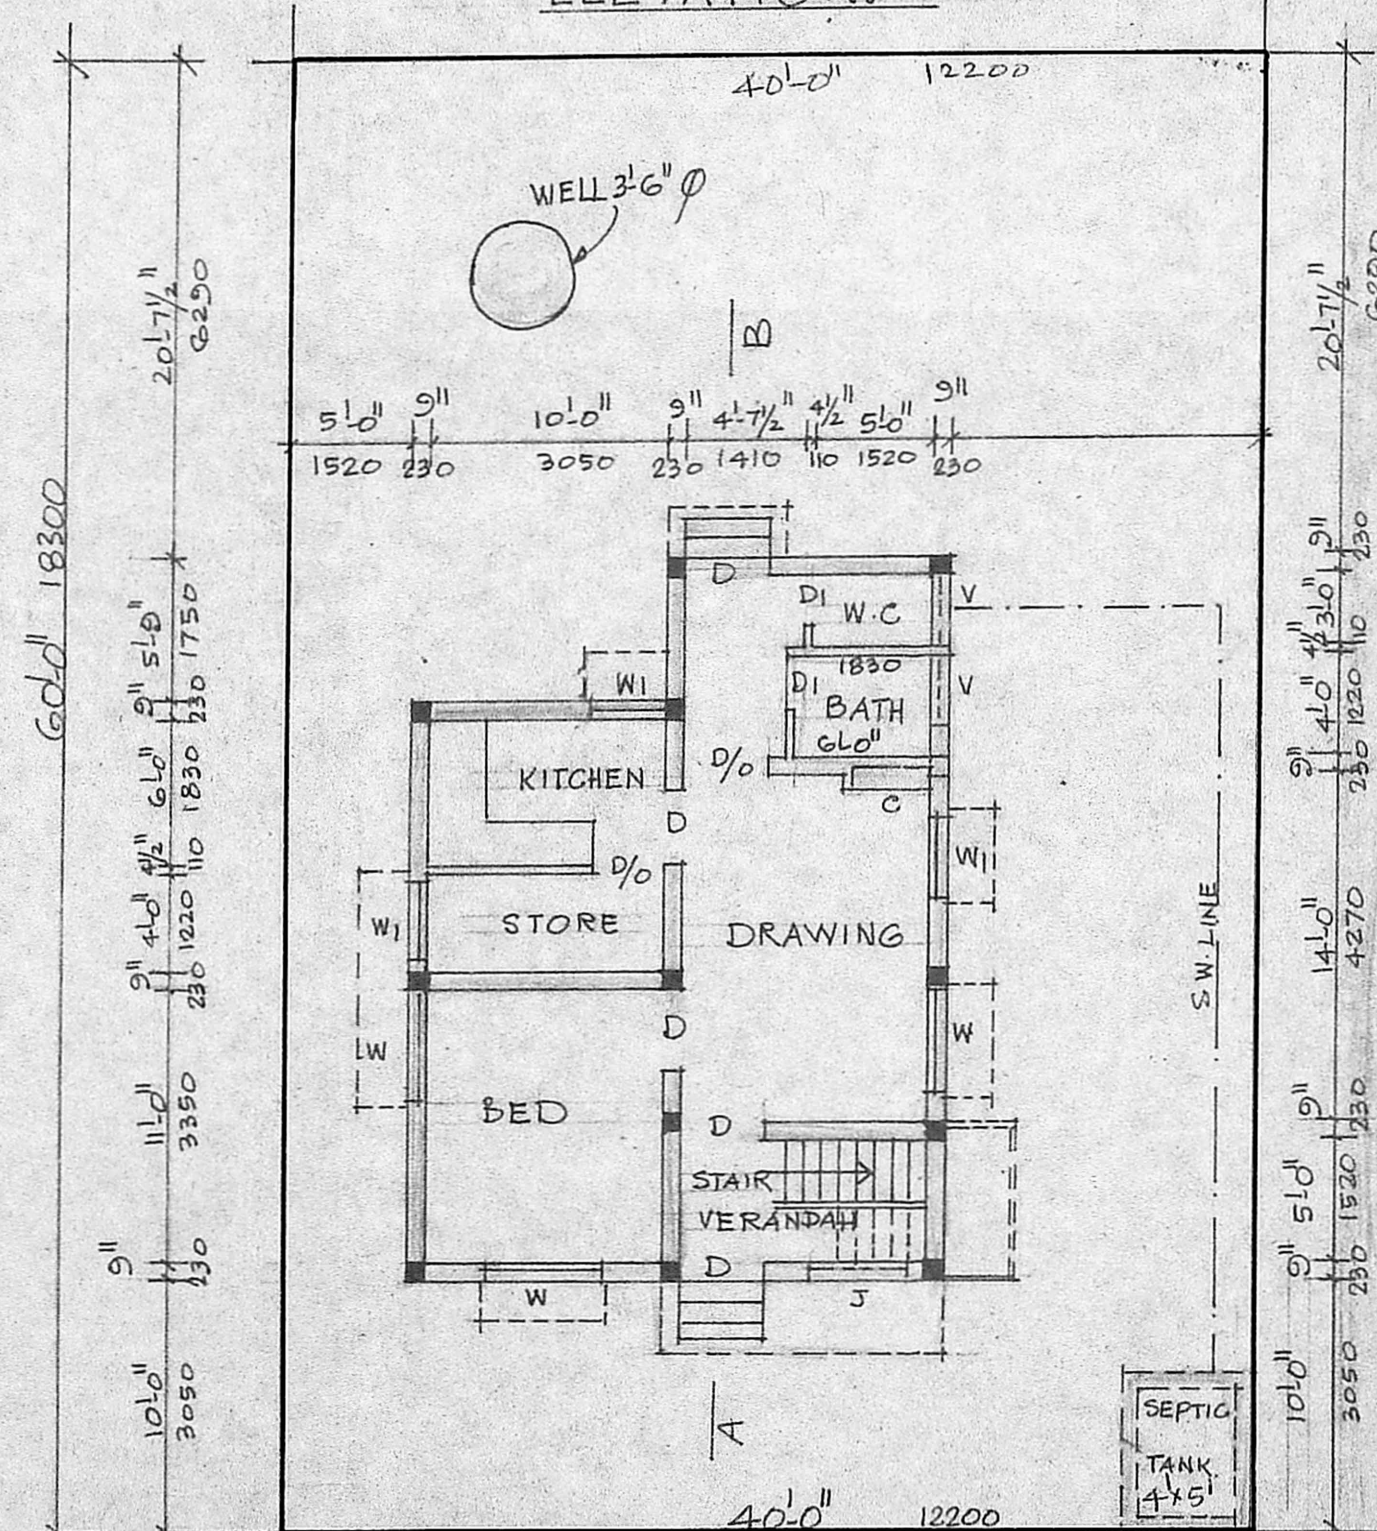 40'-0" 12200
WELL 3'-6" φ
B
20'-7½" 6290
20'-7½"
60'-0" 18300
5'-0" 9" 10'-0" 9" 4'-7½" 4½" 5'-0" 9"
1520 230 3050 230 1410 110 1520 230
D
D1 W.C V
1830
W1 D1 V
BATH
6'-0"
KITCHEN D/O
C
D
D/O W1
W1 STORE DRAWING
D
W W
BED D
STAIR
VERANDAH
D
W J
A
S.W. LINE
SEPTIC
TANK
4'x5'
40'-0" 12200
9" 230
1750
6'-0" 1830
4½" 110
4'-0" 1220
9" 230
11'-0" 3350
9" 230
10'-0" 3050
9" 230
3'-0"
4½" 110
4'-0" 1220
9" 230
14'-0" 4270
9" 230
5'-0" 1520
9" 230
10'-0" 3050